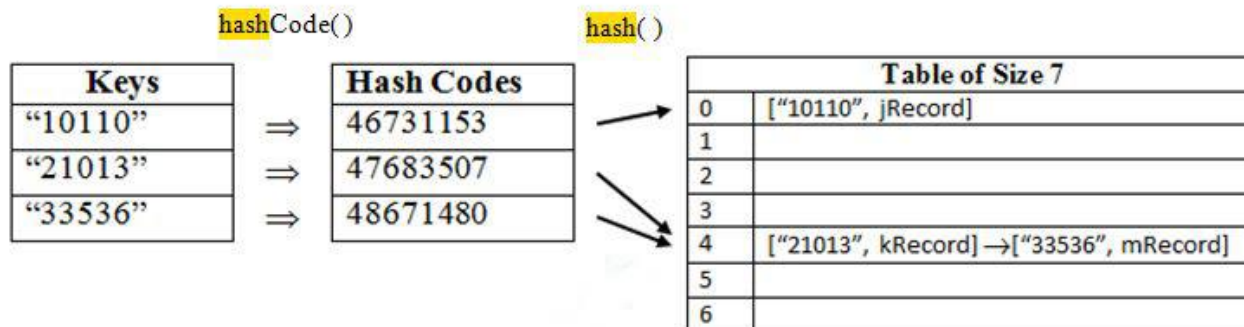 hashCode()
hash( )
Keys
"10110"
"21013"
"33536"
⇒
⇒
⇒
Hash Codes
46731153
47683507
48671480
Table of Size 7
0 ["10110", jRecord]
1
2
3
4 ["21013", kRecord]→["33536", mRecord]
5
6